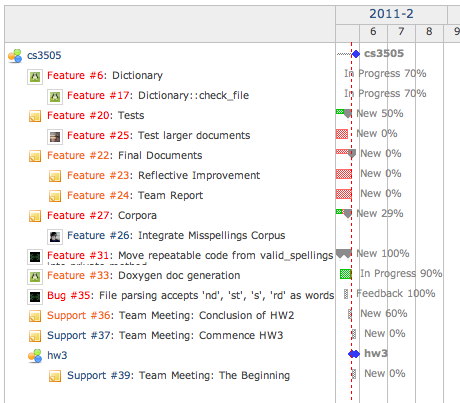 2011-2
6 7 8 9
cs3505 cs3505
Feature #6: Dictionary In Progress 70%
Feature #17: Dictionary::check_file In Progress 70%
Feature #20: Tests New 50%
Feature #25: Test larger documents New 0%
Feature #22: Final Documents New 0%
Feature #23: Reflective Improvement New 0%
Feature #24: Team Report New 0%
Feature #27: Corpora New 29%
Feature #26: Integrate Misspellings Corpus
Feature #31: Move repeatable code from valid_spellings New 100%
into private method
Feature #33: Doxygen doc generation In Progress 90%
Bug #35: File parsing accepts 'nd', 'st', 's', 'rd' as words Feedback 100%
Support #36: Team Meeting: Conclusion of HW2 New 60%
Support #37: Team Meeting: Commence HW3 New 0%
hw3 hw3
Support #39: Team Meeting: The Beginning New 0%